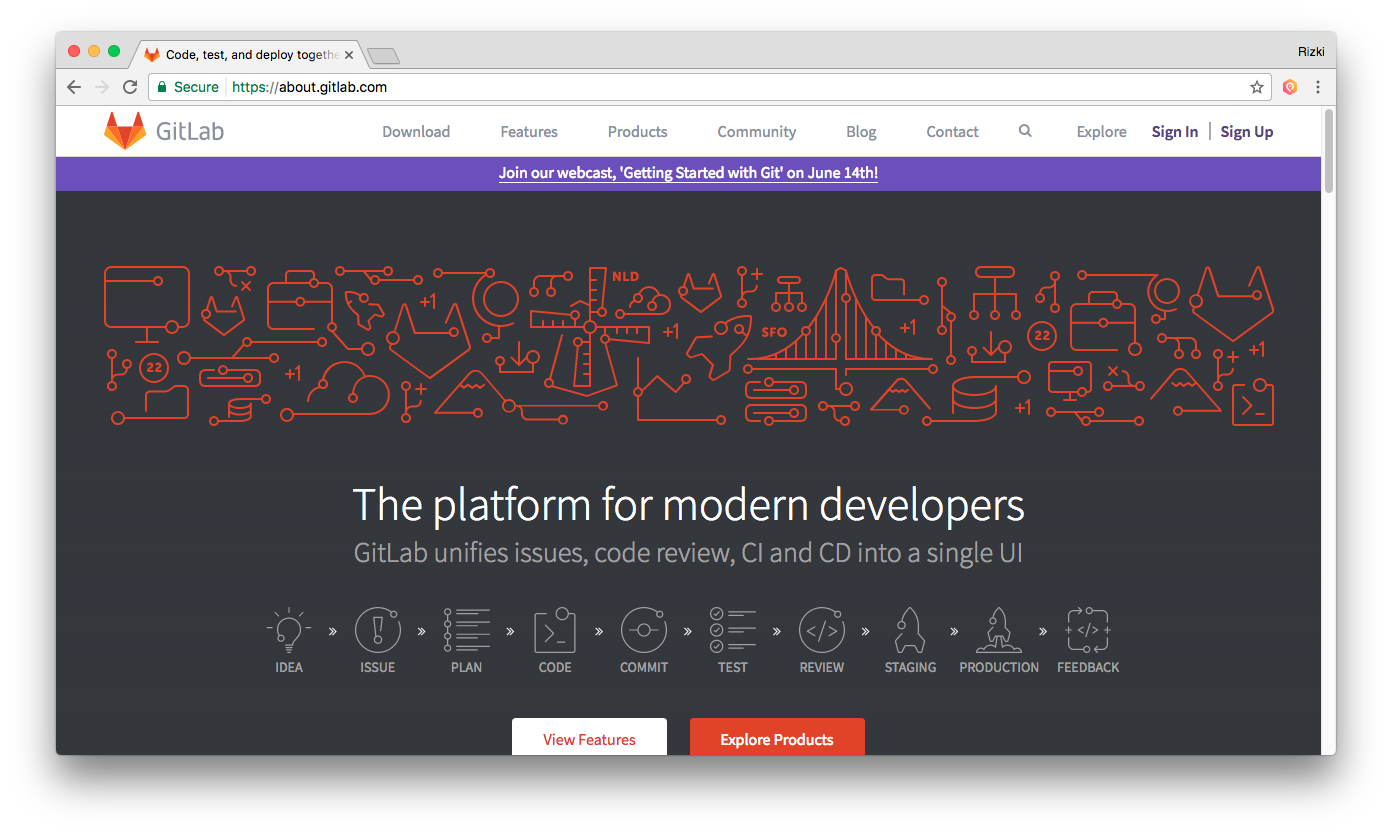 Code, test, and deploy togethe
Rizki
Secure https://about.gitlab.com
GitLab Download Features Products Community Blog Contact Explore Sign In | Sign Up
Join our webcast, 'Getting Started with Git' on June 14th!
NLD
+1
+1
SFO
+1
22
22
+1
+1
+1
The platform for modern developers
GitLab unifies issues, code review, CI and CD into a single UI
IDEA » ISSUE » PLAN » CODE » COMMIT » TEST » REVIEW » STAGING » PRODUCTION » FEEDBACK
View Features Explore Products